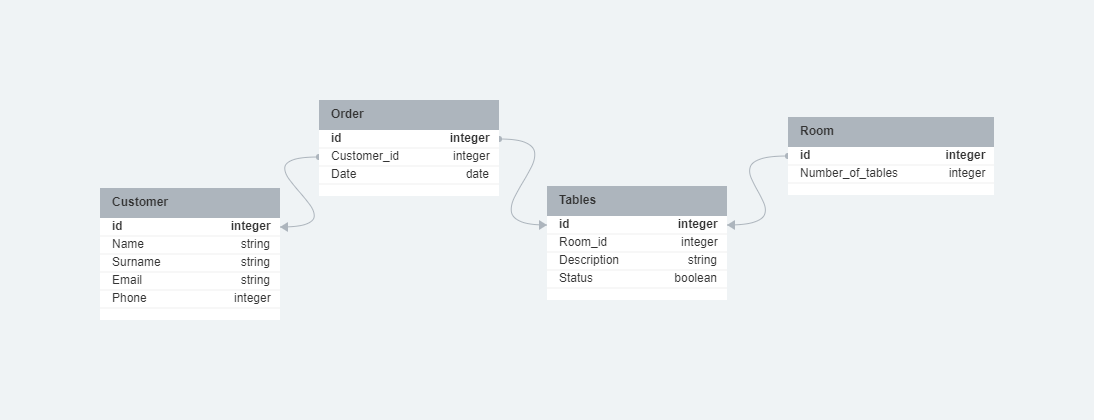 Order
id integer
Customer_id integer
Date date
Room
id integer
Number_of_tables integer
Customer
id integer
Name string
Surname string
Email string
Phone integer
Tables
id integer
Room_id integer
Description string
Status boolean